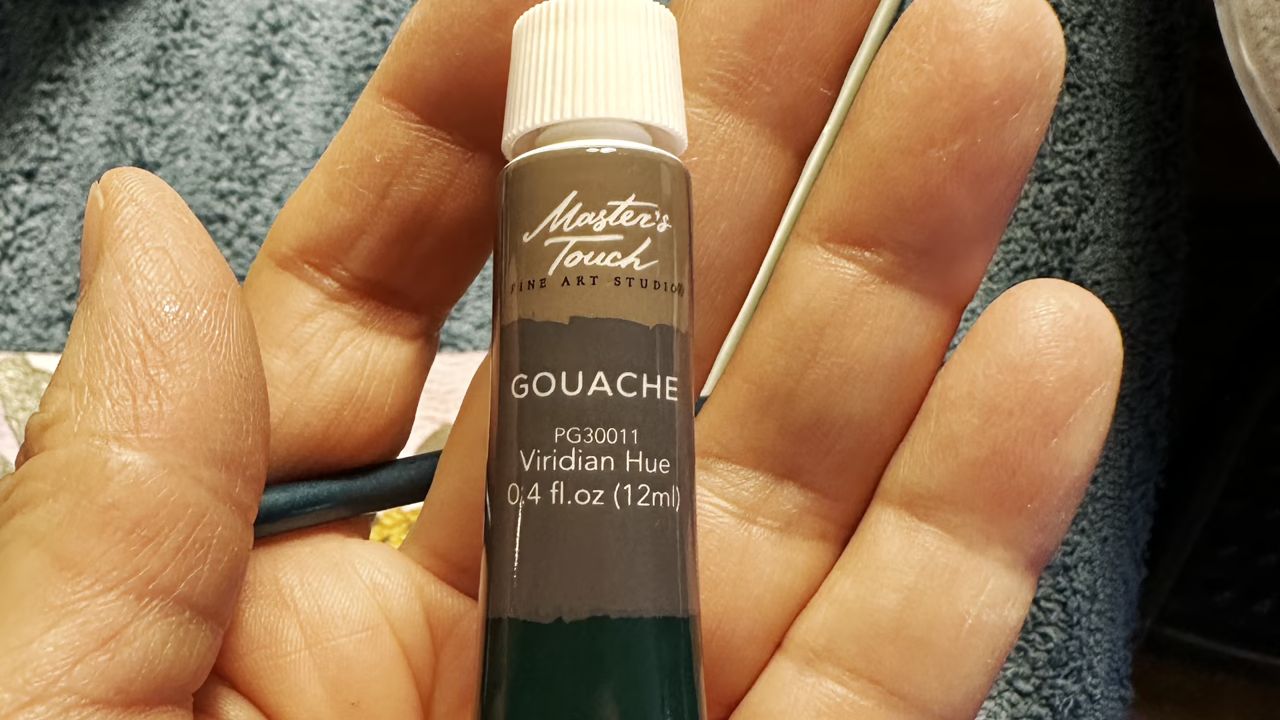 Master's
Touch
FINE ART STUDIO®
GOUACHE
PG30011
Viridian Hue
0.4 fl.oz (12ml)